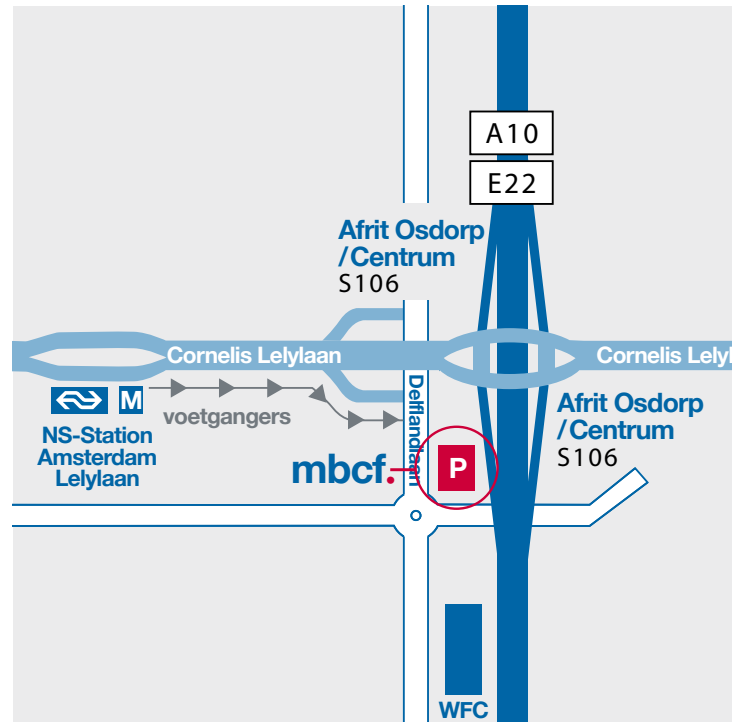 A10
E22
Afrit Osdorp
/Centrum
S106
Cornelis Lelylaan
Cornelis Lelyl
M
voetgangers
NS-Station
Amsterdam
Lelylaan
Delflandlaan
Afrit Osdorp
/Centrum
S106
mbcf.
P
WFC